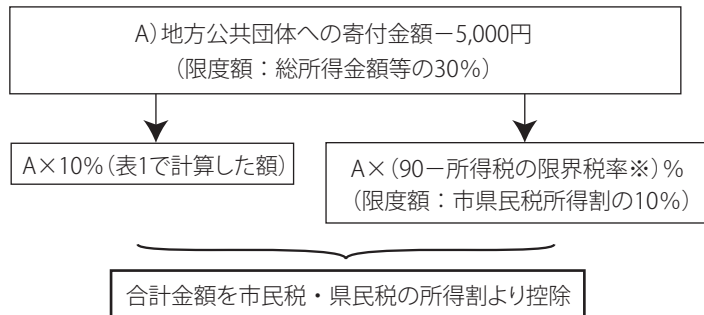 A)地方公共団体への寄付金額－5,000円
(限度額：総所得金額等の30％)
A×10％(表1で計算した額)
A×(90－所得税の限界税率※)％
(限度額：市県民税所得割の10％)
合計金額を市民税・県民税の所得割より控除